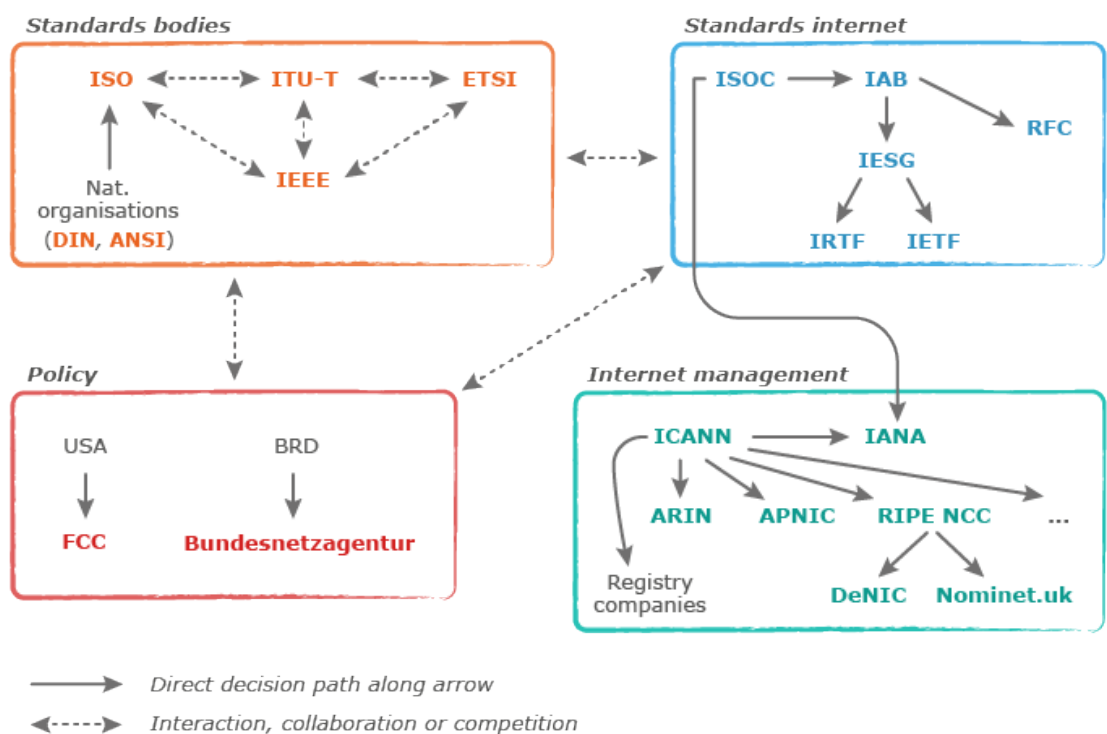 Standards bodies
ISO
ITU-T
ETSI
IEEE
Nat.
organisations
(DIN, ANSI)
Standards internet
ISOC
IAB
RFC
IESG
IRTF
IETF
Policy
USA
BRD
FCC
Bundesnetzagentur
Internet management
ICANN
IANA
ARIN
APNIC
RIPE NCC
...
Registry
companies
DeNIC
Nominet.uk
Direct decision path along arrow
Interaction, collaboration or competition